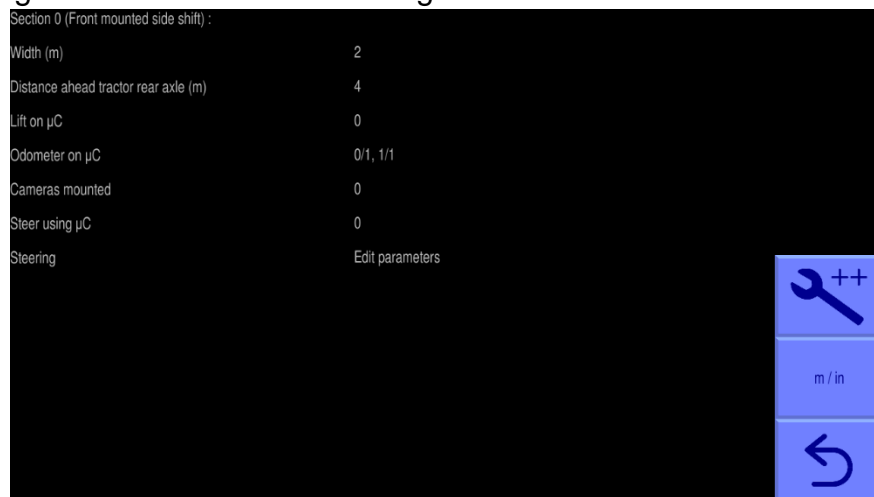 Section 0 (Front mounted side shift) :
Width (m) 2
Distance ahead tractor rear axle (m) 4
Lift on µC 0
Odometer on µC 0/1, 1/1
Cameras mounted 0
Steer using µC 0
Steering Edit parameters
++
m / in